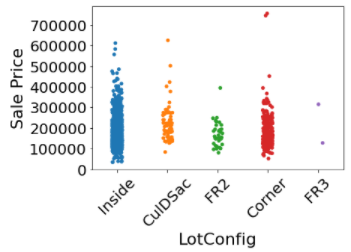 700000
600000
500000
400000
300000
200000
100000
0
Sale Price
Inside
CulDSac
FR2
Corner
FR3
LotConfig